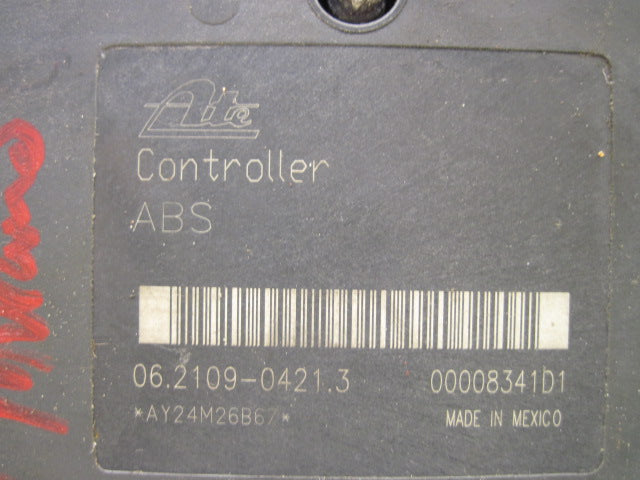 Ate
Controller
ABS
06.2109-0421.3 00008341D1
*AY24M26B67*
MADE IN MEXICO